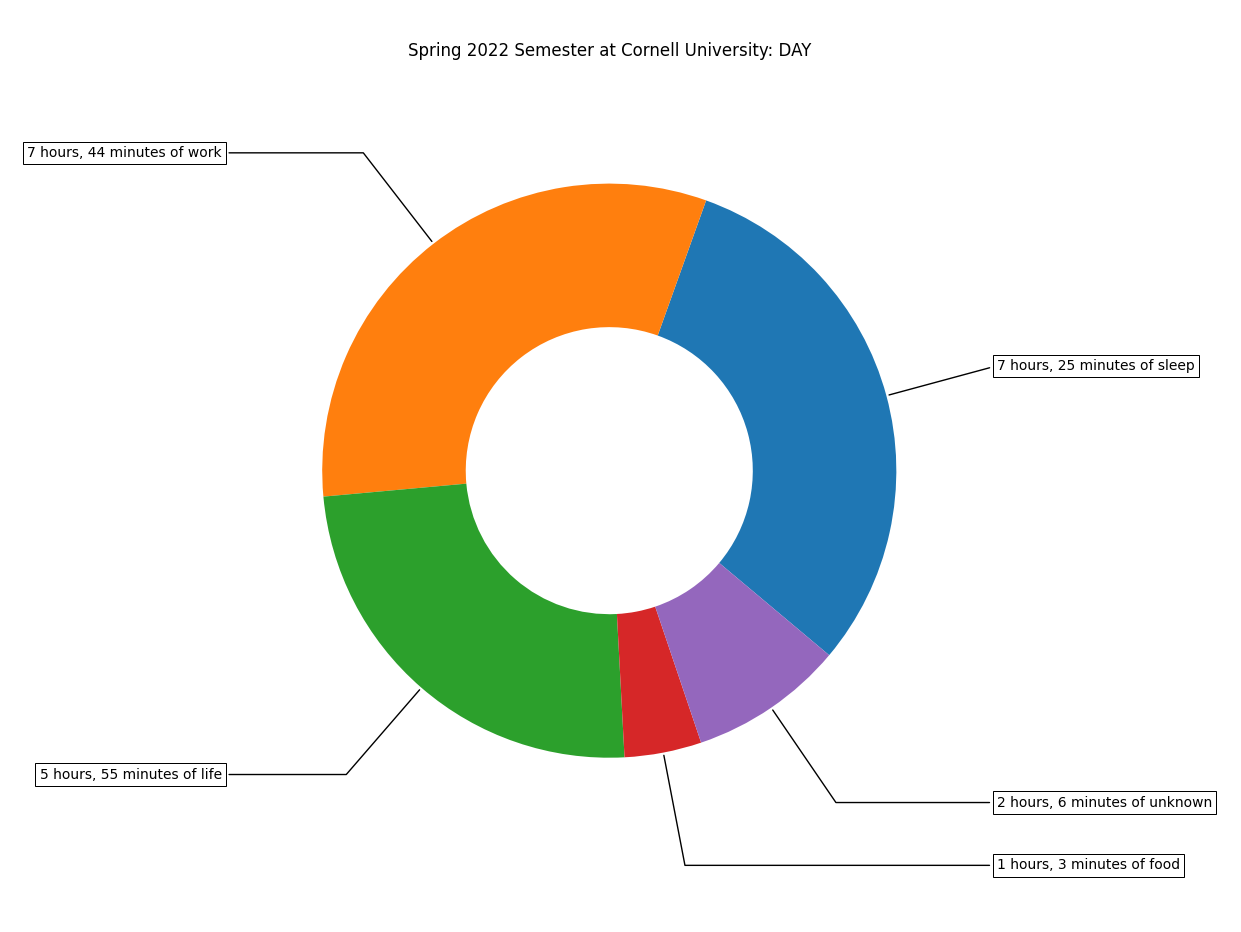 Spring 2022 Semester at Cornell University: DAY
7 hours, 44 minutes of work
7 hours, 25 minutes of sleep
5 hours, 55 minutes of life
2 hours, 6 minutes of unknown
1 hours, 3 minutes of food